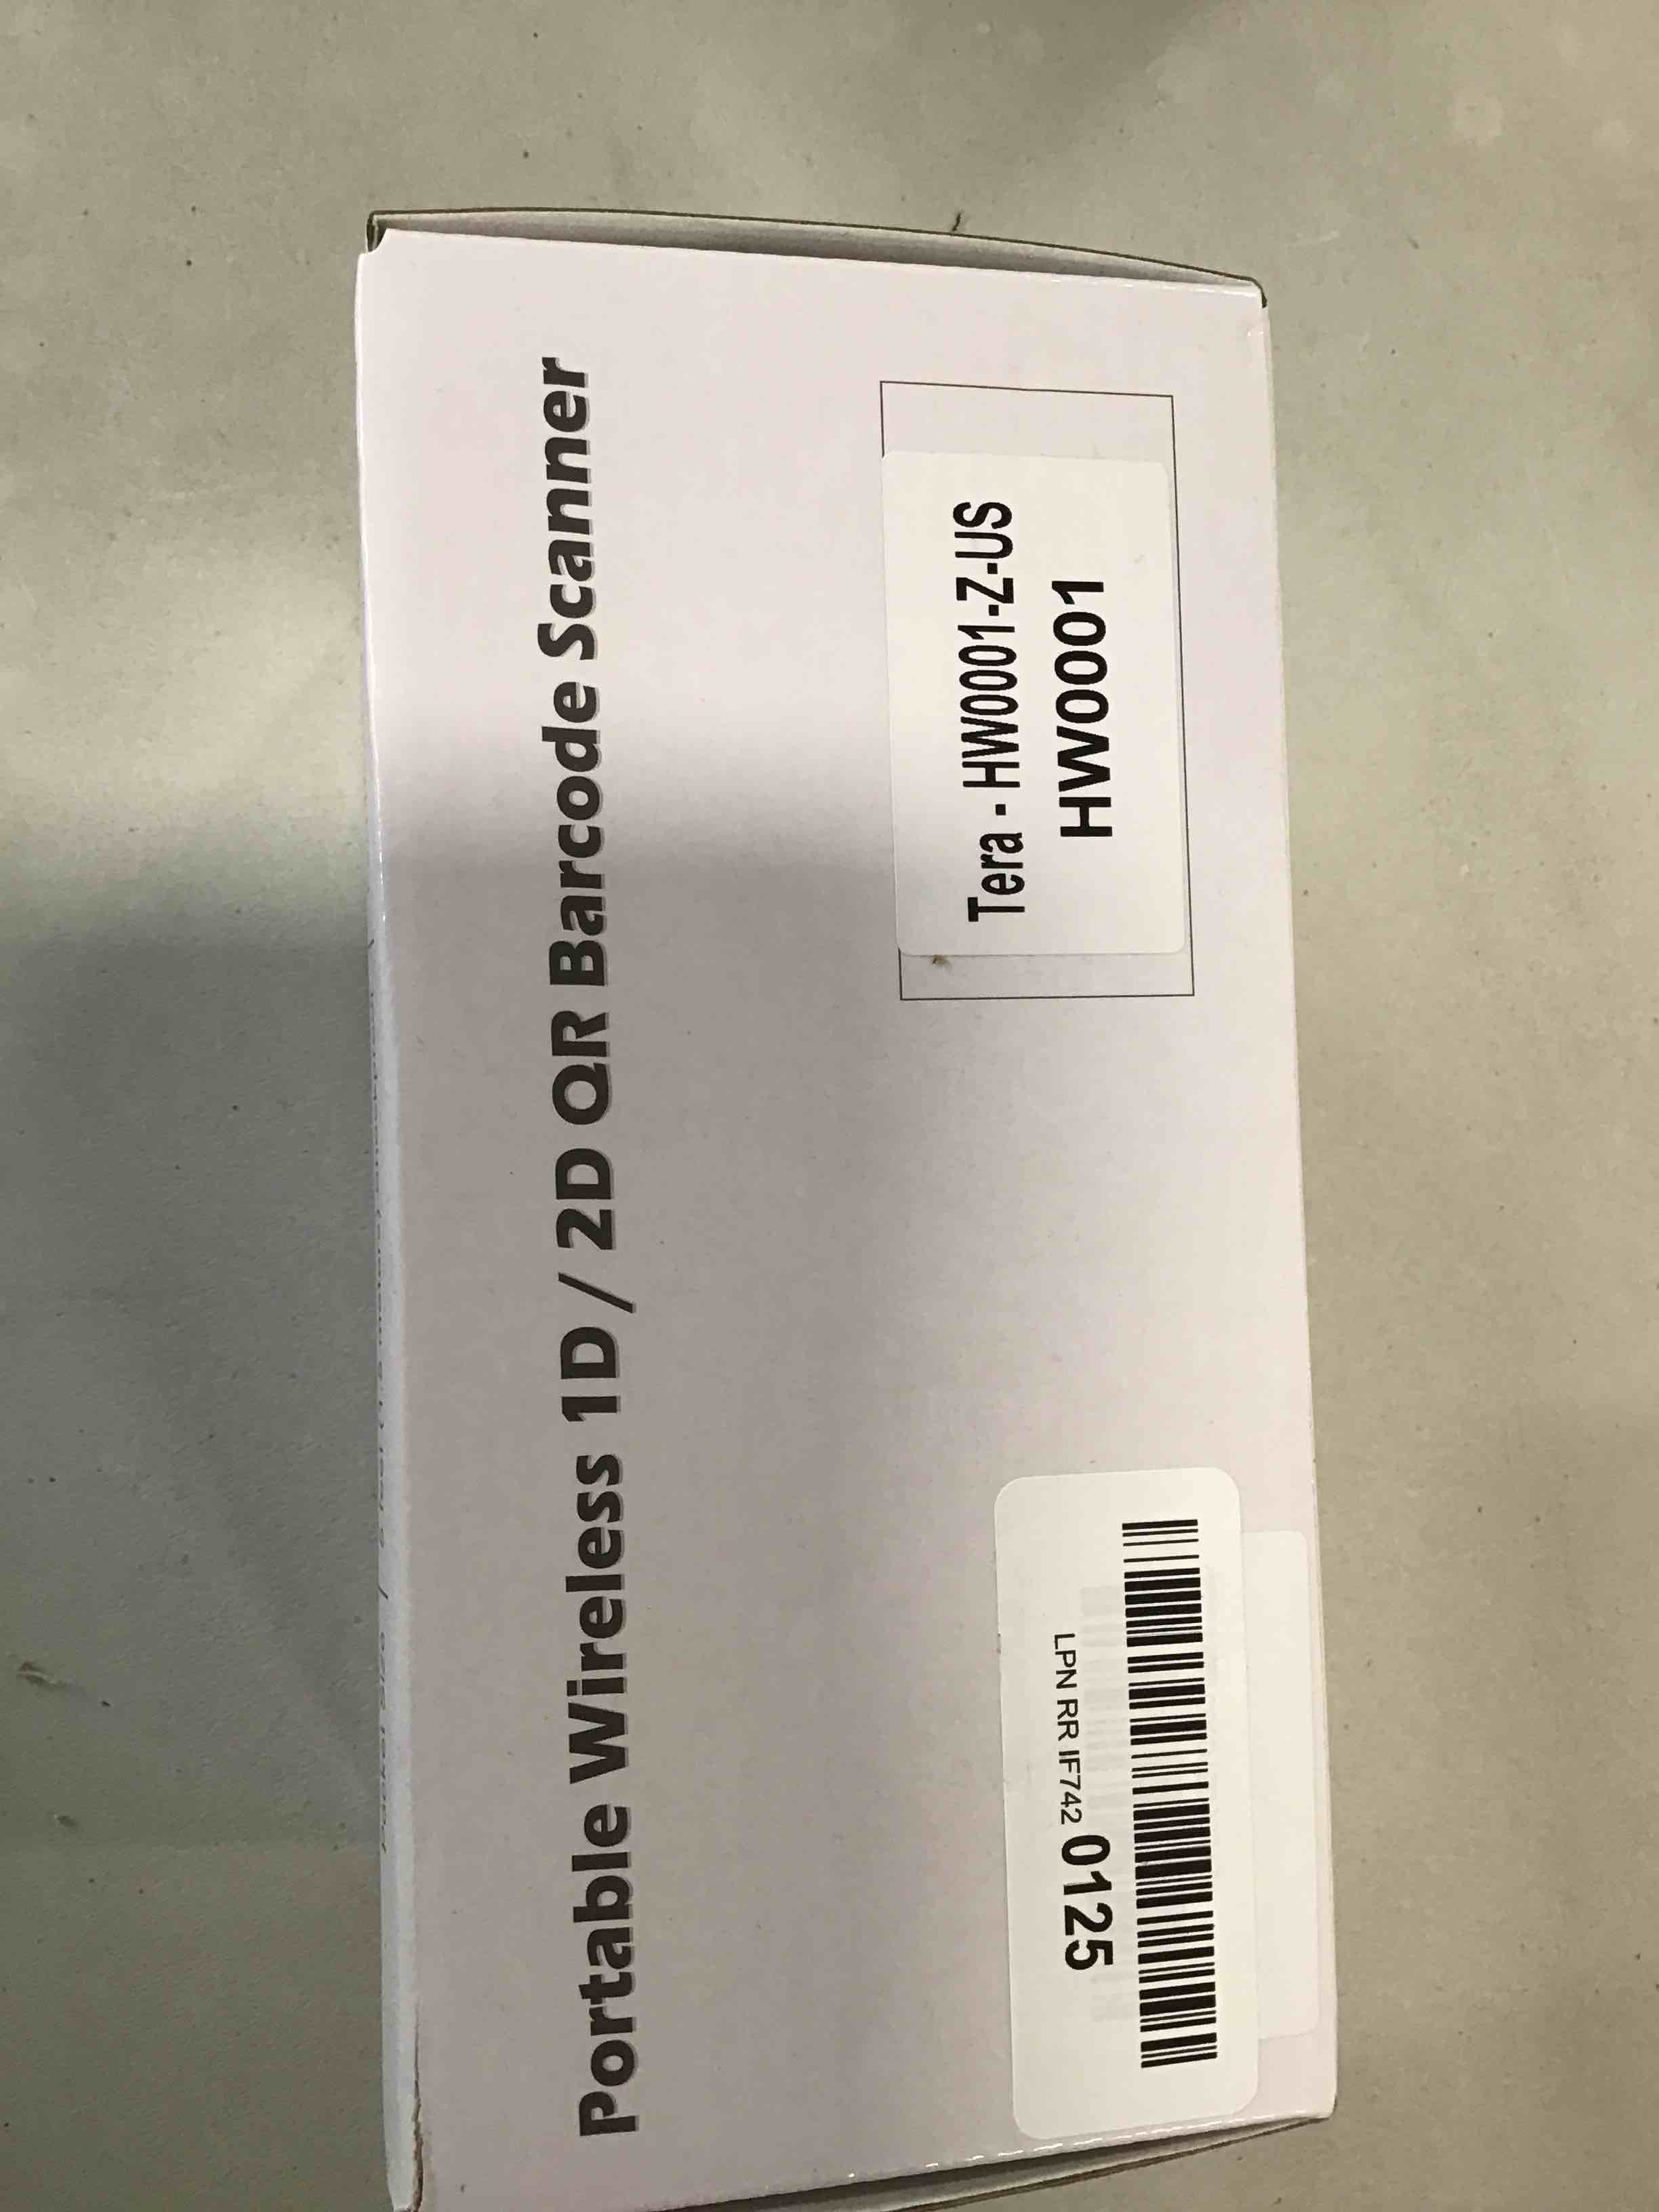 Portable Wireless 1D / 2D QR Barcode Scanner
Tera - HW0001-Z-US
HW0001
LPN RR IF742 0125